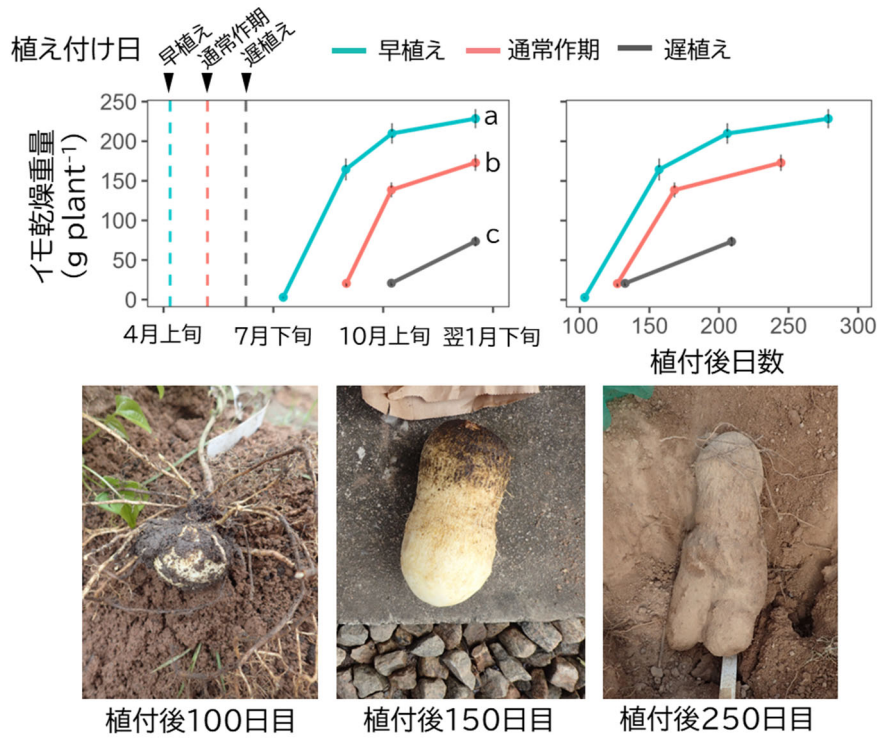 植え付け日
早植え
通常作期
遅植え
早植え 通常作期 遅植え
イモ乾燥重量
(g plant⁻¹)
250
200
150
100
50
0
a
b
c
4月上旬 7月下旬 10月上旬 翌1月下旬
100 150 200 250 300
植付後日数
植付後100日目 植付後150日目 植付後250日目